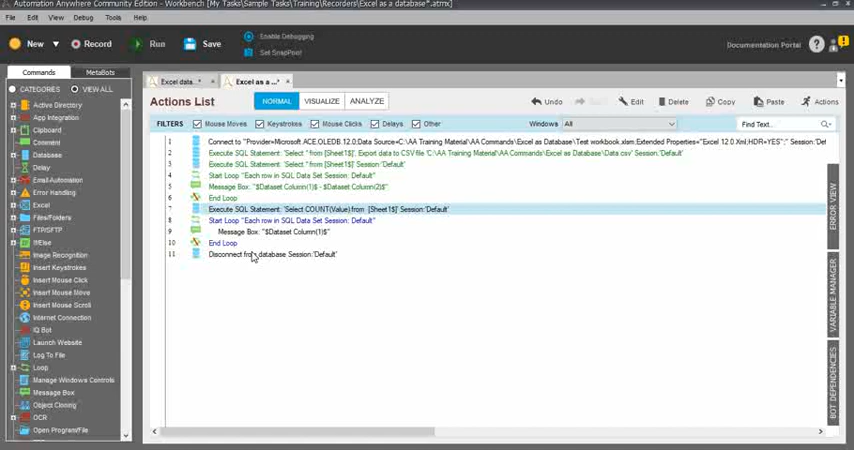 Automation Anywhere Community Edition - Workbench [My Tasks\Sample Tasks\Training\Recorders\Excel as a database*.atmx]
File Edit View Debug Tools Help
New Record Run Save Enable Debugging
Set SnapPoint
Documentation Portal
Commands MetaBots
CATEGORIES VIEW ALL
Active Directory
App Integration
Clipboard
Comment
Database
Delay
Email Automation
Error Handling
Excel
Files/Folders
FTP/SFTP
If/Else
Image Recognition
Insert Keystrokes
Insert Mouse Click
Insert Mouse Move
Insert Mouse Scroll
Internet Connection
IQ Bot
Launch Website
Log To File
Loop
Manage Windows Controls
Message Box
Object Cloning
OCR
Open Program/File
Excel data...* Excel as a ...*
Actions List NORMAL VISUALIZE ANALYZE Undo Edit Delete Copy Paste Actions
FILTERS Mouse Moves Keystrokes Mouse Clicks Delays Other Windows All Find Text...
1 Connect to "Provider=Microsoft.ACE.OLEDB.12.0;Data Source=C:\AA Training Material\AA Commands\Excel as Database\Test workbook.xlsm;Extended Properties="Excel 12.0 Xml;HDR=YES";" Session:'Def
2 Execute SQL Statement: 'Select * from [Sheet1$]'. Export data to CSV file 'C:\AA Training Material\AA Commands\Excel as Database\Data.csv' Session:'Default'
3 Execute SQL Statement: 'Select * from [Sheet1$]' Session:'Default'
4 Start Loop "Each row in SQL Data Set Session: Default"
5 Message Box: "$Dataset Column(1)$ - $Dataset Column(2)$"
6 End Loop
7 Execute SQL Statement: 'Select COUNT(Value) from [Sheet1$]' Session:'Default'
8 Start Loop "Each row in SQL Data Set Session: Default"
9 Message Box: "$Dataset Column(1)$"
10 End Loop
11 Disconnect from database Session:'Default'
ERROR VIEW
VARIABLE MANAGER
BOT DEPENDENCIES